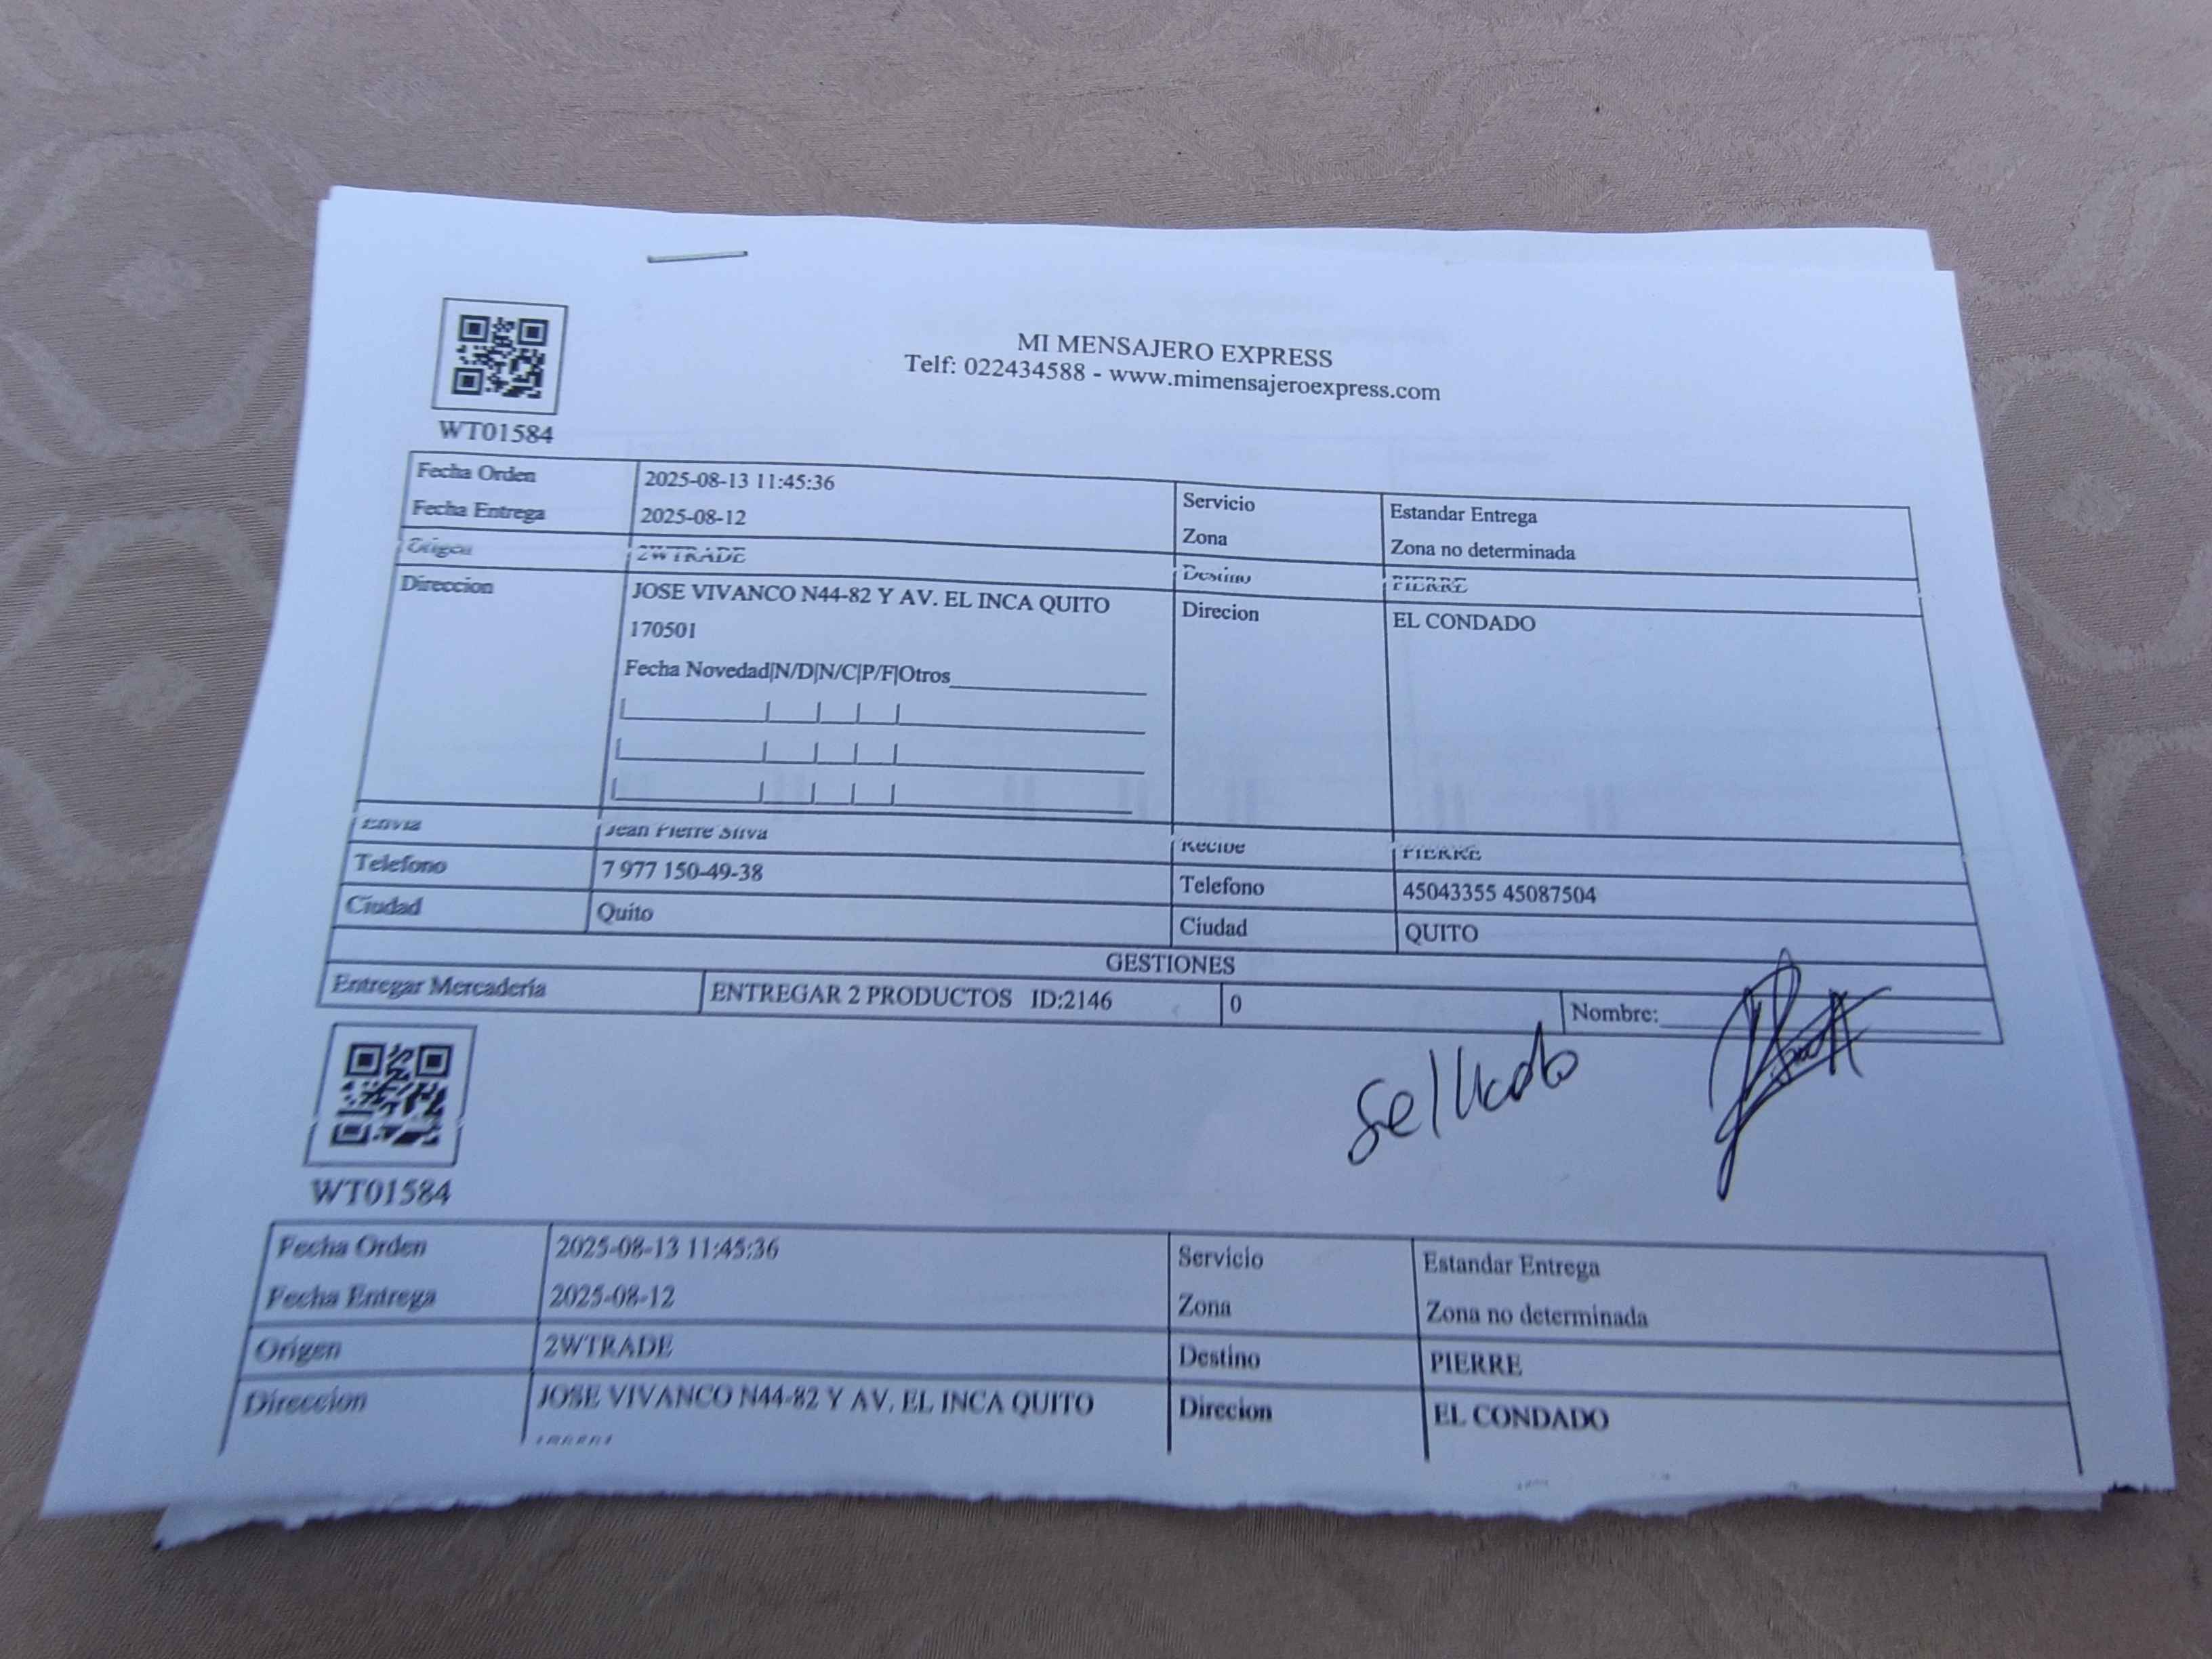 MI MENSAJERO EXPRESS
Telf: 022434588 - www.mimensajeroexpress.com
WT01584
Fecha Orden 2025-08-13 11:45:36 Servicio Estandar Entrega
Fecha Entrega 2025-08-12 Zona Zona no determinada
Origen 2WTRADE Destino PIERRE
Direccion JOSE VIVANCO N44-82 Y AV. EL INCA QUITO Direcion EL CONDADO
170501
Fecha Novedad|N/D|N/C|P/F|Otros
Envia Jean Pierre Silva Recibe PIERRE
Telefono 7 977 150-49-38 Telefono 45043355 45087504
Ciudad Quito Ciudad QUITO
GESTIONES
Entregar Mercadería ENTREGAR 2 PRODUCTOS ID:2146 0 Nombre:
WT01584
Fecha Orden 2025-08-13 11:45:36 Servicio Estandar Entrega
Fecha Entrega 2025-08-12 Zona Zona no determinada
Origen 2WTRADE Destino PIERRE
Direccion JOSE VIVANCO N44-82 Y AV. EL INCA QUITO Direcion EL CONDADO